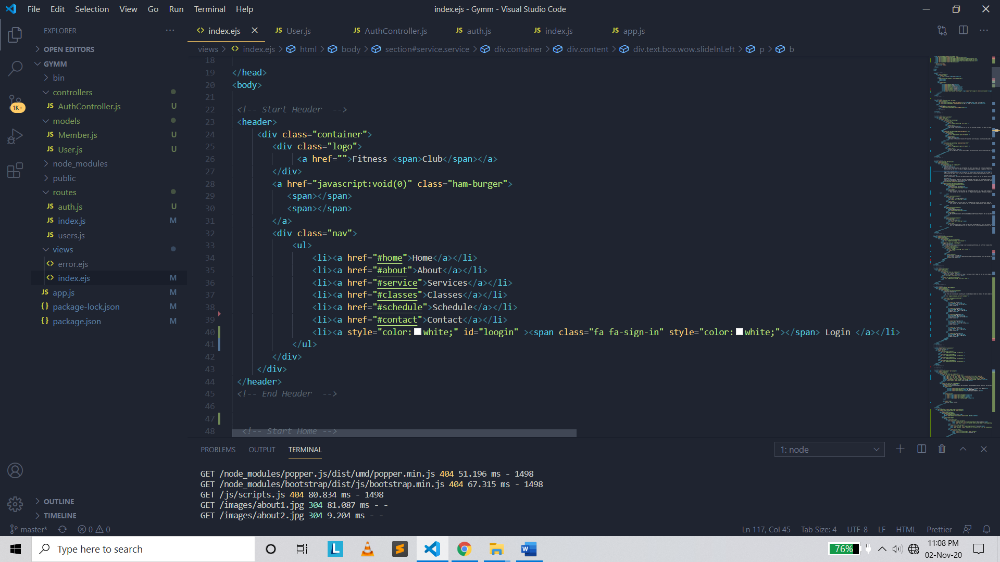 File Edit Selection View Go Run Terminal Help
index.ejs - Gymm - Visual Studio Code
EXPLORER
OPEN EDITORS
GYMM
bin
controllers
JS AuthController.js U
models
JS Member.js U
JS User.js U
node_modules
public
routes
JS auth.js U
JS index.js M
JS users.js
views
<> error.ejs
<> index.ejs M
JS app.js M
{} package-lock.json M
{} package.json M
OUTLINE
TIMELINE
1K+
<> index.ejs JS User.js JS AuthController.js JS auth.js JS index.js JS app.js
views > <> index.ejs > html > body > section#service.service > div.container > div.content > div.text.box.wow.slideInLeft > p > b
18
19 </head>
20 <body>
21
22 <!-- Start Header  -->
23 <header>
24 <div class="container">
25 <div class="logo">
26 <a href="">Fitness <span>Club</span></a>
27 </div>
28 <a href="javascript:void(0)" class="ham-burger">
29 <span></span>
30 <span></span>
31 </a>
32 <div class="nav">
33 <ul>
34 <li><a href="#home">Home</a></li>
35 <li><a href="#about">About</a></li>
36 <li><a href="#service">Services</a></li>
37 <li><a href="#classes">Classes</a></li>
38 <li><a href="#schedule">Schedule</a></li>
39 <li><a href="#contact">Contact</a></li>
40 <li><a style="color: white;" id="loogin" ><span class="fa fa-sign-in" style="color: white;"></span> Login </a></li>
41 </ul>
42 </div>
43 </div>
44 </header>
45 <!-- End Header  -->
46
47
48 <!-- Start Home -->
PROBLEMS OUTPUT TERMINAL
1: node
GET /node_modules/popper.js/dist/umd/popper.min.js 404 51.196 ms - 1498
GET /node_modules/bootstrap/dist/js/bootstrap.min.js 404 67.315 ms - 1498
GET /js/scripts.js 404 80.834 ms - 1498
GET /images/about1.jpg 304 81.087 ms - -
GET /images/about2.jpg 304 9.204 ms - -
master* 0 0
Ln 117, Col 45 Tab Size: 4 UTF-8 LF HTML Prettier
Type here to search
76%
11:08 PM
02-Nov-20